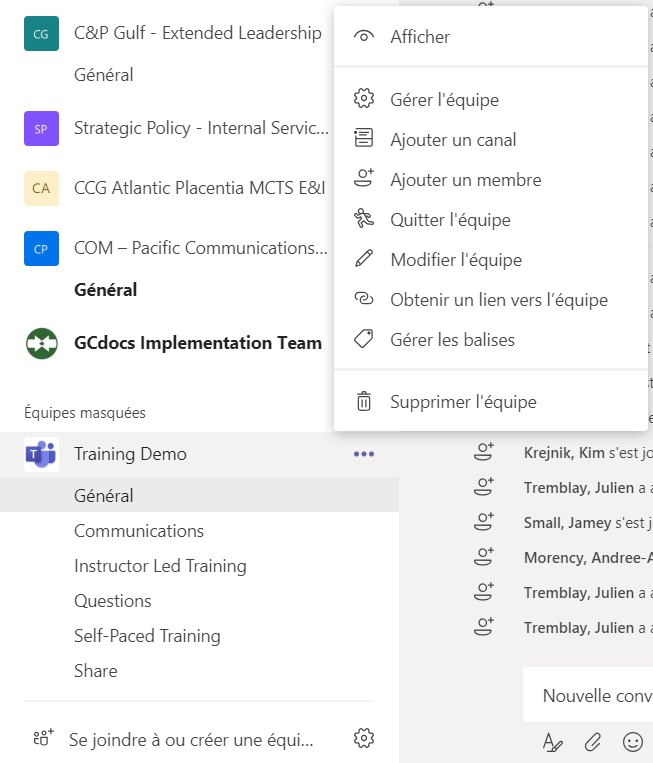 CG
C&P Gulf - Extended Leadership
Général
SP
Strategic Policy - Internal Servic...
CA
CCG Atlantic Placentia MCTS E&I
CP
COM – Pacific Communications...
Général
GCdocs Implementation Team
Équipes masquées
T
Training Demo
Général
Communications
Instructor Led Training
Questions
Self-Paced Training
Share
Se joindre à ou créer une équi...
Afficher
Gérer l'équipe
Ajouter un canal
Ajouter un membre
Quitter l'équipe
Modifier l'équipe
Obtenir un lien vers l’équipe
Gérer les balises
Supprimer l'équipe
Krejnik, Kim s'est jo
Tremblay, Julien a a
Small, Jamey s'est j
Morency, Andree-A
Tremblay, Julien a a
Tremblay, Julien a a
Nouvelle conv